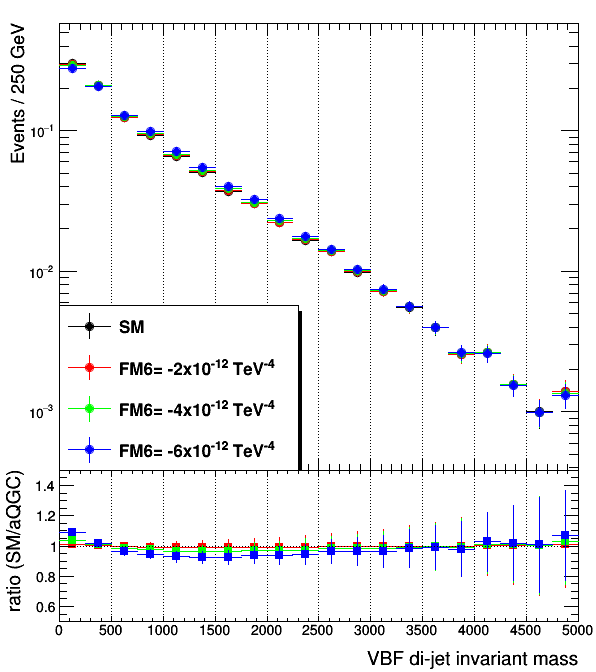 Events / 250 GeV
10⁻¹
10⁻²
10⁻³
SM
FM6= -2x10⁻¹² TeV⁻⁴
FM6= -4x10⁻¹² TeV⁻⁴
FM6= -6x10⁻¹² TeV⁻⁴
ratio (SM/aQGC)
1.4
1.2
1
0.8
0.6
0 500 1000 1500 2000 2500 3000 3500 4000 4500 5000
VBF di-jet invariant mass